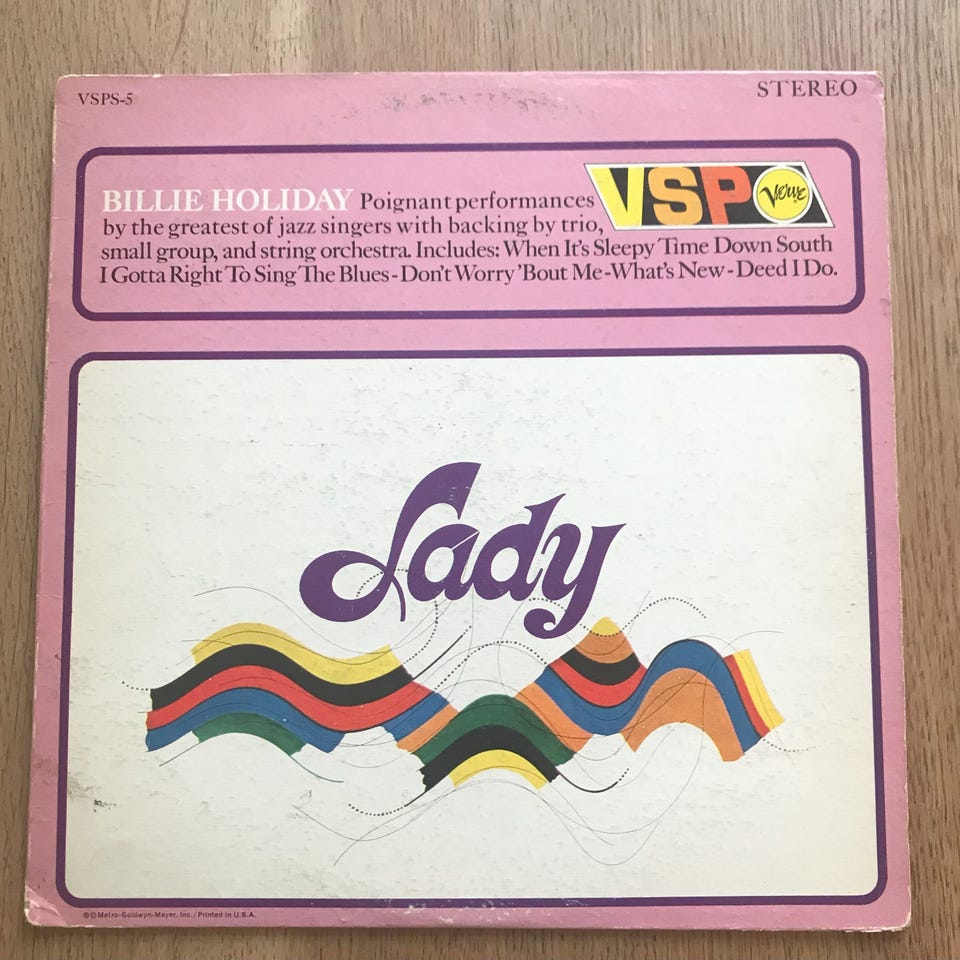 VSPS-5
STEREO
BILLIE HOLIDAY Poignant performances
VSP Verve
by the greatest of jazz singers with backing by trio,
small group, and string orchestra. Includes: When It's Sleepy Time Down South
I Gotta Right To Sing The Blues-Don't Worry 'Bout Me-What's New-Deed I Do.
Lady
℗©Metro-Goldwyn-Mayer, Inc./Printed in U.S.A.